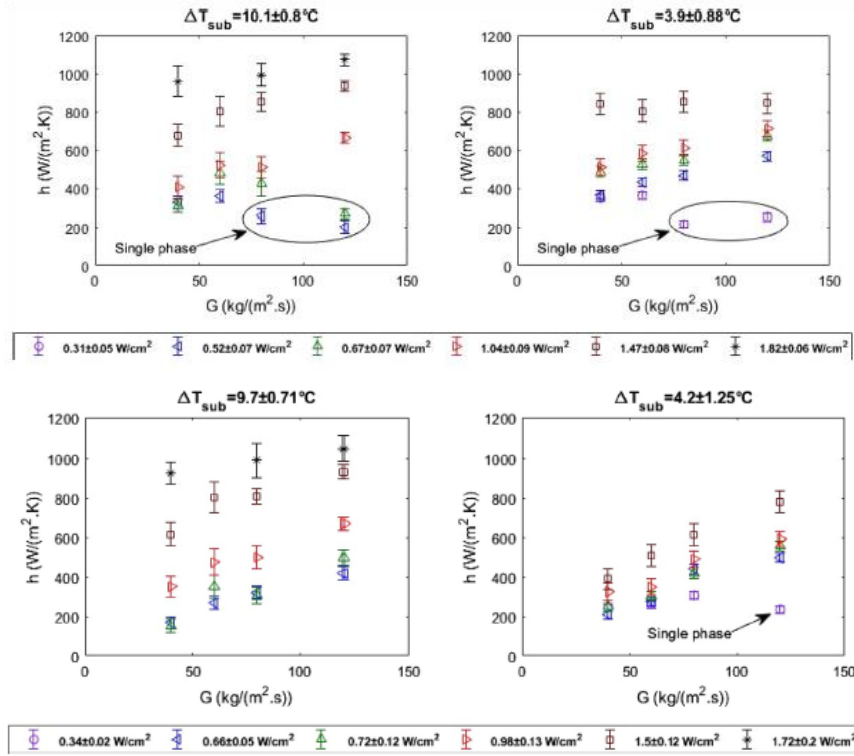 ΔT_sub=10.1±0.8°C
1200
1000
800
600
400
200
0
h (W/(m².K))
Single phase
0 50 100 150
G (kg/(m².s))
ΔT_sub=3.9±0.88°C
1200
1000
800
600
400
200
0
h (W/(m².K))
Single phase
0 50 100 150
G (kg/(m².s))
0.31±0.05 W/cm² 0.52±0.07 W/cm² 0.67±0.07 W/cm² 1.04±0.09 W/cm² 1.47±0.08 W/cm² 1.82±0.06 W/cm²
ΔT_sub=9.7±0.71°C
1200
1000
800
600
400
200
0
h (W/(m².K))
0 50 100 150
G (kg/(m².s))
ΔT_sub=4.2±1.25°C
1200
1000
800
600
400
200
0
h (W/(m².K))
Single phase
0 50 100 150
G (kg/(m².s))
0.34±0.02 W/cm² 0.66±0.05 W/cm² 0.72±0.12 W/cm² 0.98±0.13 W/cm² 1.5±0.12 W/cm² 1.72±0.2 W/cm²